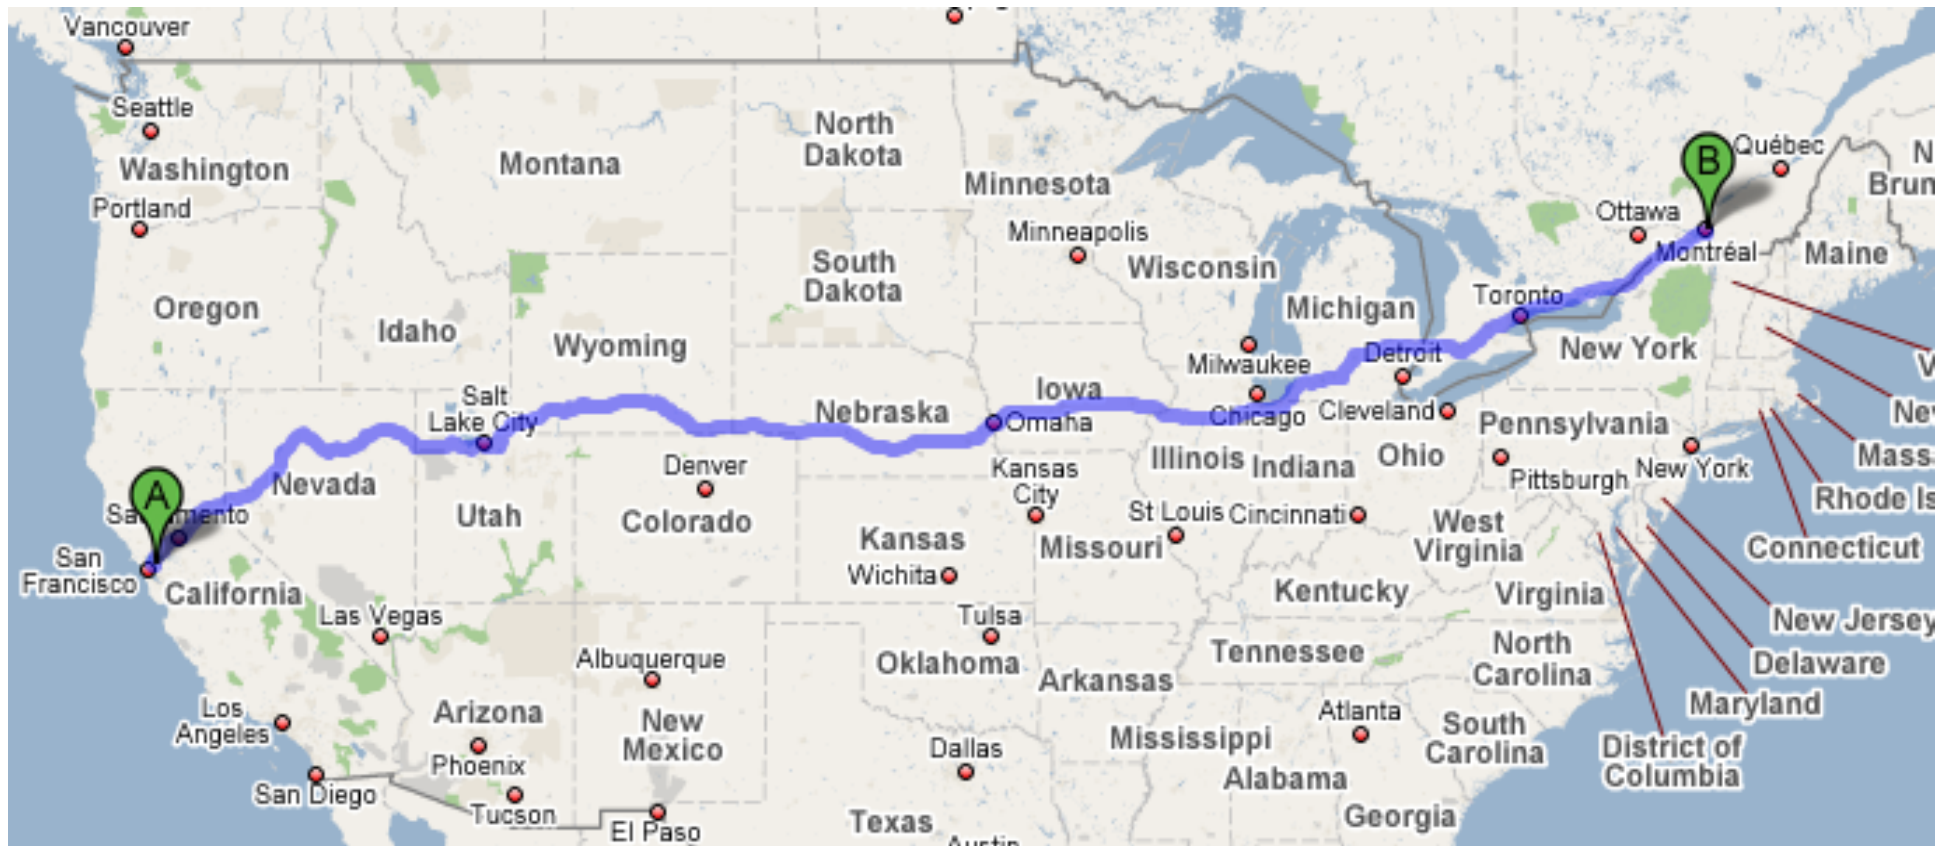 Vancouver
Seattle
Washington
Portland
Oregon
Idaho
Montana
North
Dakota
South
Dakota
Minnesota
Minneapolis
Wisconsin
Michigan
Milwaukee
Chicago
Detroit
Toronto
Ottawa
Montréal
Québec
B
Maine
New York
Wyoming
Salt
Lake City
Nebraska
Iowa
Omaha
Cleveland
Pennsylvania
Pittsburgh
New York
Illinois
Indiana
Ohio
Nevada
Utah
Denver
Colorado
Kansas
City
Kansas
Wichita
Missouri
St Louis
Cincinnati
West
Virginia
Virginia
Kentucky
A
San
Francisco
California
Las Vegas
Los
Angeles
San Diego
Arizona
Phoenix
Tucson
Albuquerque
New
Mexico
El Paso
Tulsa
Oklahoma
Dallas
Texas
Arkansas
Tennessee
North
Carolina
South
Carolina
Mississippi
Alabama
Atlanta
Georgia
Rhode Is
Connecticut
New Jersey
Delaware
Maryland
District of
Columbia
Mass